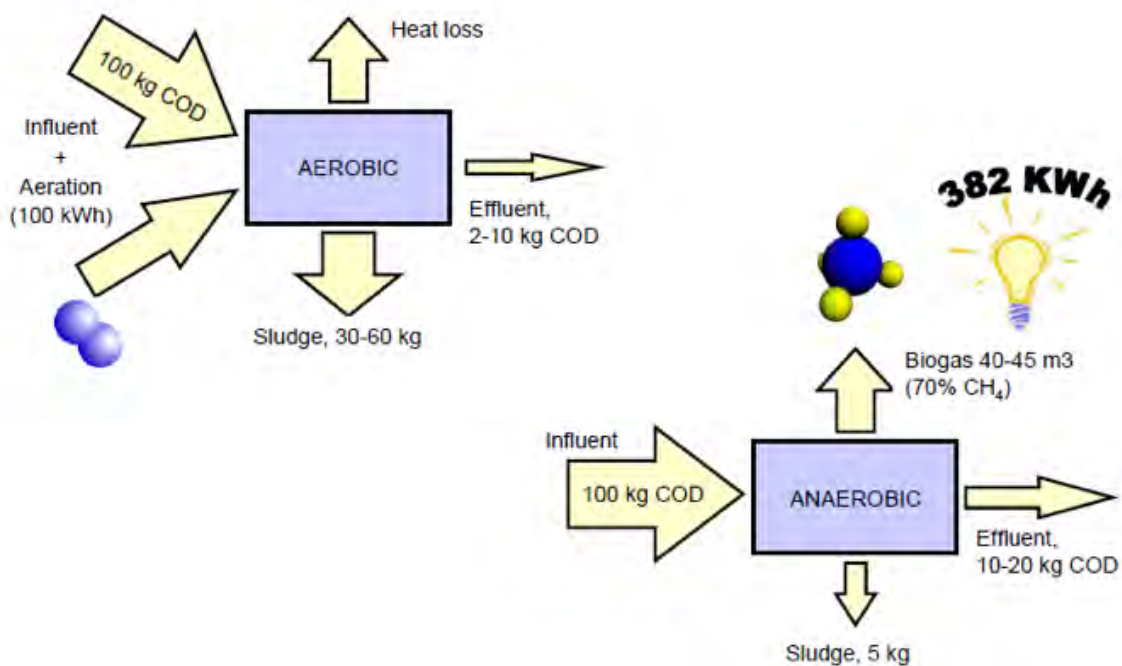 Heat loss
100 kg COD
Influent
+
Aeration
(100 kWh)
AEROBIC
Effluent,
2-10 kg COD
Sludge, 30-60 kg
382 KWh
Biogas 40-45 m3
(70% CH₄)
Influent
100 kg COD
ANAEROBIC
Effluent,
10-20 kg COD
Sludge, 5 kg